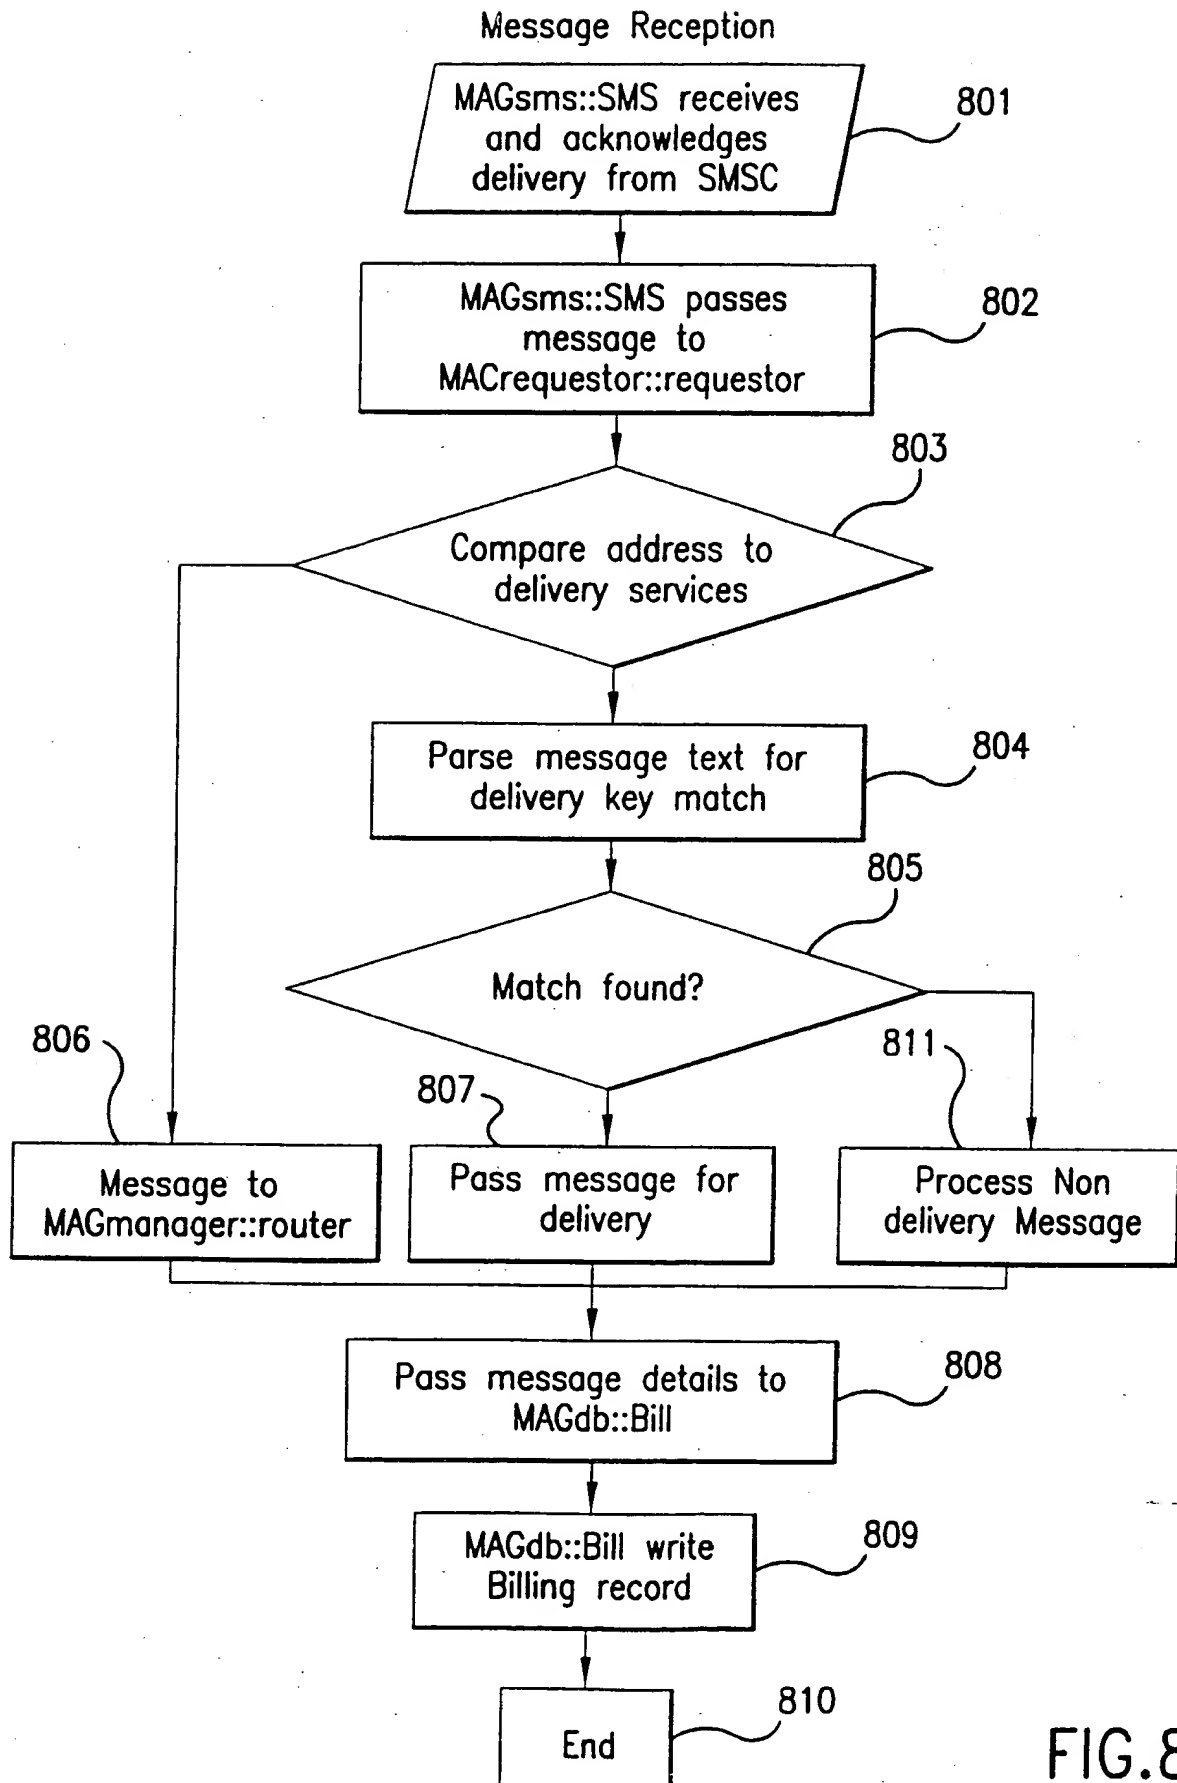 Message Reception
MAGsms::SMS receives
and acknowledges
delivery from SMSC
801
MAGsms::SMS passes
message to
MACrequestor::requestor
802
803
Compare address to
delivery services
Parse message text for
delivery key match
804
805
Match found?
806
807
811
Message to
MAGmanager::router
Pass message for
delivery
Process Non
delivery Message
Pass message details to
MAGdb::Bill
808
MAGdb::Bill write
Billing record
809
810
End
FIG.8